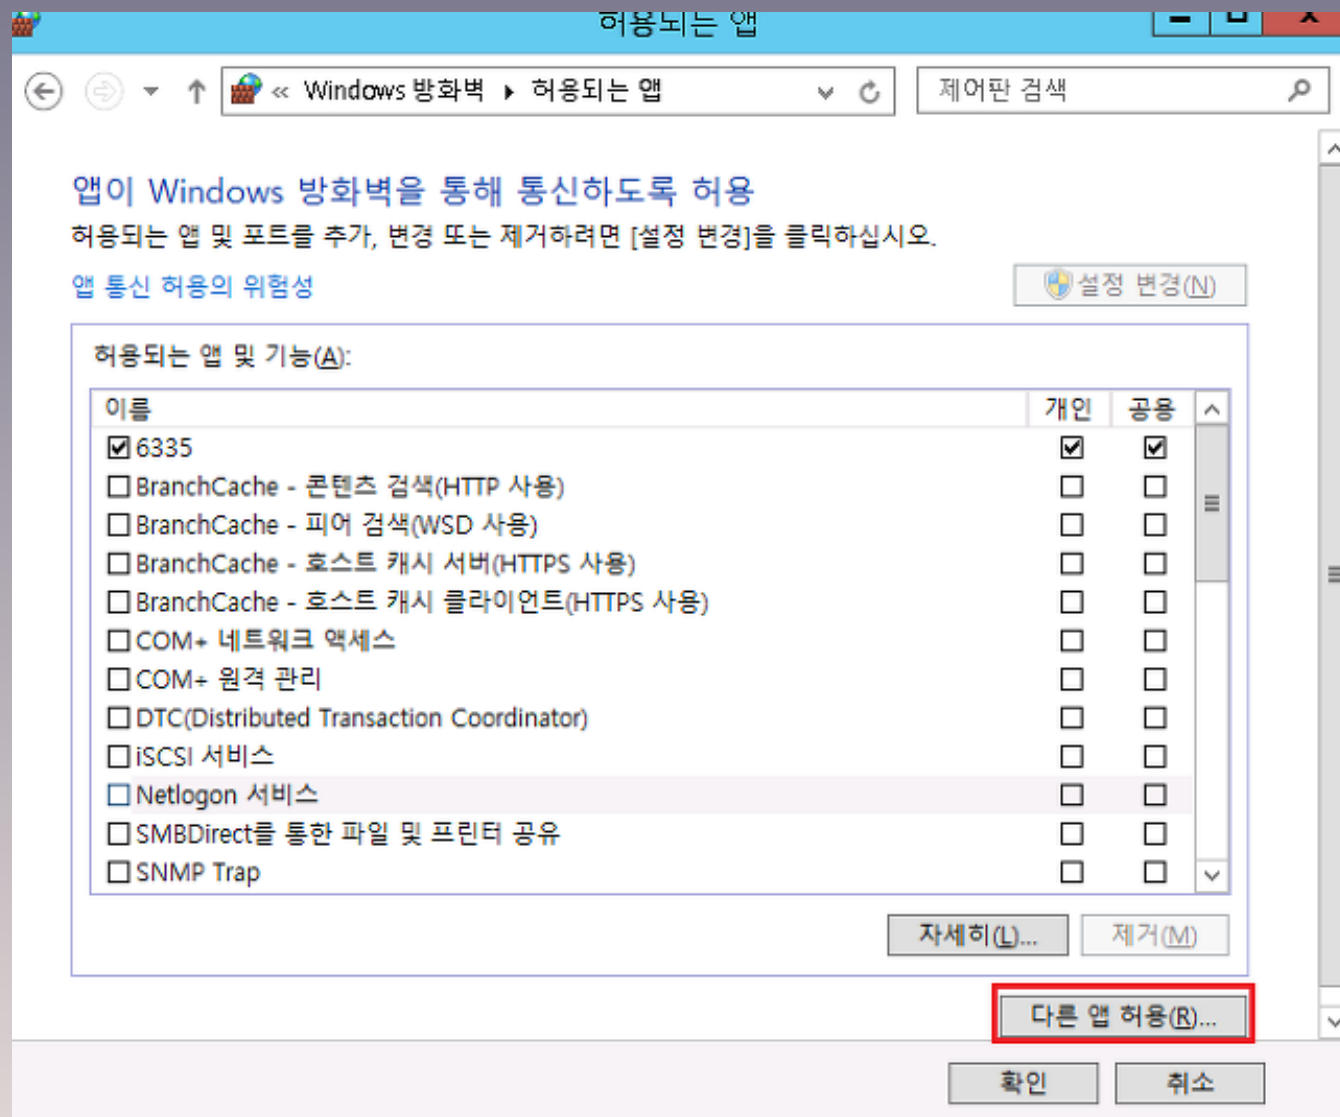 허용되는 앱
« Windows 방화벽 ▸ 허용되는 앱
제어판 검색
앱이 Windows 방화벽을 통해 통신하도록 허용
허용되는 앱 및 포트를 추가, 변경 또는 제거하려면 [설정 변경]을 클릭하십시오.
앱 통신 허용의 위험성
설정 변경(N)
허용되는 앱 및 기능(A):
이름 개인 공용
6335
BranchCache - 콘텐츠 검색(HTTP 사용)
BranchCache - 피어 검색(WSD 사용)
BranchCache - 호스트 캐시 서버(HTTPS 사용)
BranchCache - 호스트 캐시 클라이언트(HTTPS 사용)
COM+ 네트워크 액세스
COM+ 원격 관리
DTC(Distributed Transaction Coordinator)
iSCSI 서비스
Netlogon 서비스
SMBDirect를 통한 파일 및 프린터 공유
SNMP Trap
자세히(L)... 제거(M)
다른 앱 허용(R)...
확인 취소